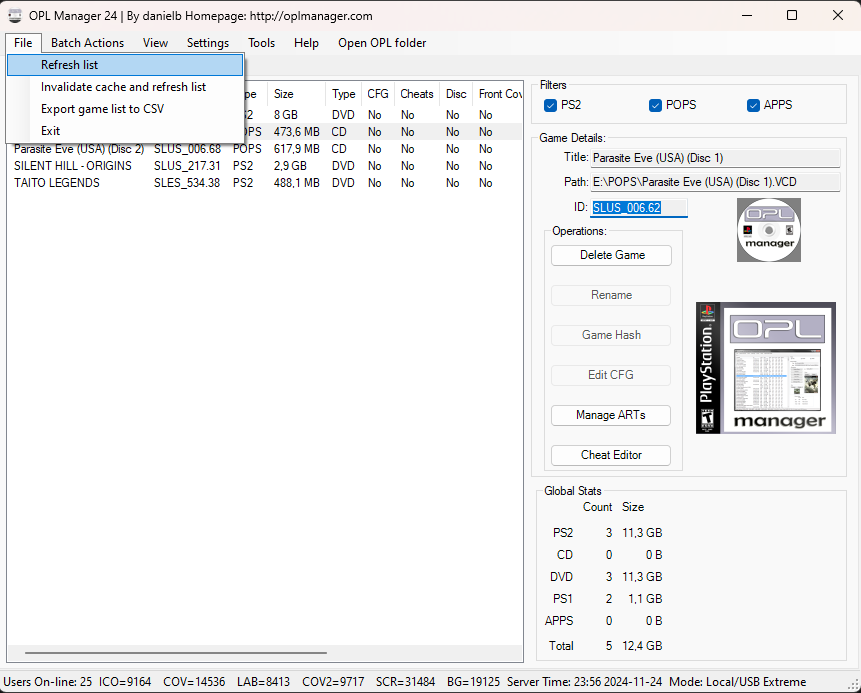 OPL Manager 24 | By danielb Homepage: http://oplmanager.com
File Batch Actions View Settings Tools Help Open OPL folder
Refresh list
Invalidate cache and refresh list
Export game list to CSV
Exit
Size Type CFG Cheats Disc Front Cov
8 GB DVD No No No No
473,6 MB CD No No No No
Parasite Eve (USA) (Disc 2) SLUS_006.68 POPS 617,9 MB CD No No No No
SILENT HILL - ORIGINS SLUS_217.31 PS2 2,9 GB DVD No No No No
TAITO LEGENDS SLES_534.38 PS2 488,1 MB DVD No No No No
Filters
PS2 POPS APPS
Game Details:
Title: Parasite Eve (USA) (Disc 1)
Path: E:\POPS\Parasite Eve (USA) (Disc 1).VCD
ID: SLUS_006.62
OPL
manager
Operations:
Delete Game
Rename
Game Hash
Edit CFG
Manage ARTs
Cheat Editor
PlayStation.
OPL
manager
Global Stats
Count Size
PS2 3 11,3 GB
CD 0 0 B
DVD 3 11,3 GB
PS1 2 1,1 GB
APPS 0 0 B
Total 5 12,4 GB
Users On-line: 25 ICO=9164 COV=14536 LAB=8413 COV2=9717 SCR=31484 BG=19125 Server Time: 23:56 2024-11-24 Mode: Local/USB Extreme